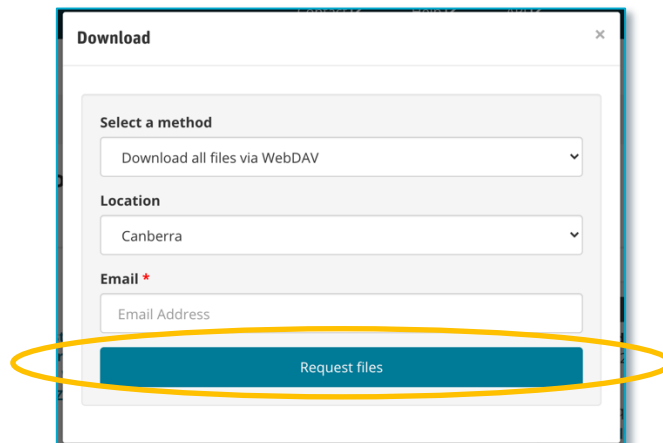 Download
×
Select a method
Download all files via WebDAV
Location
Canberra
Email *
Email Address
Request files